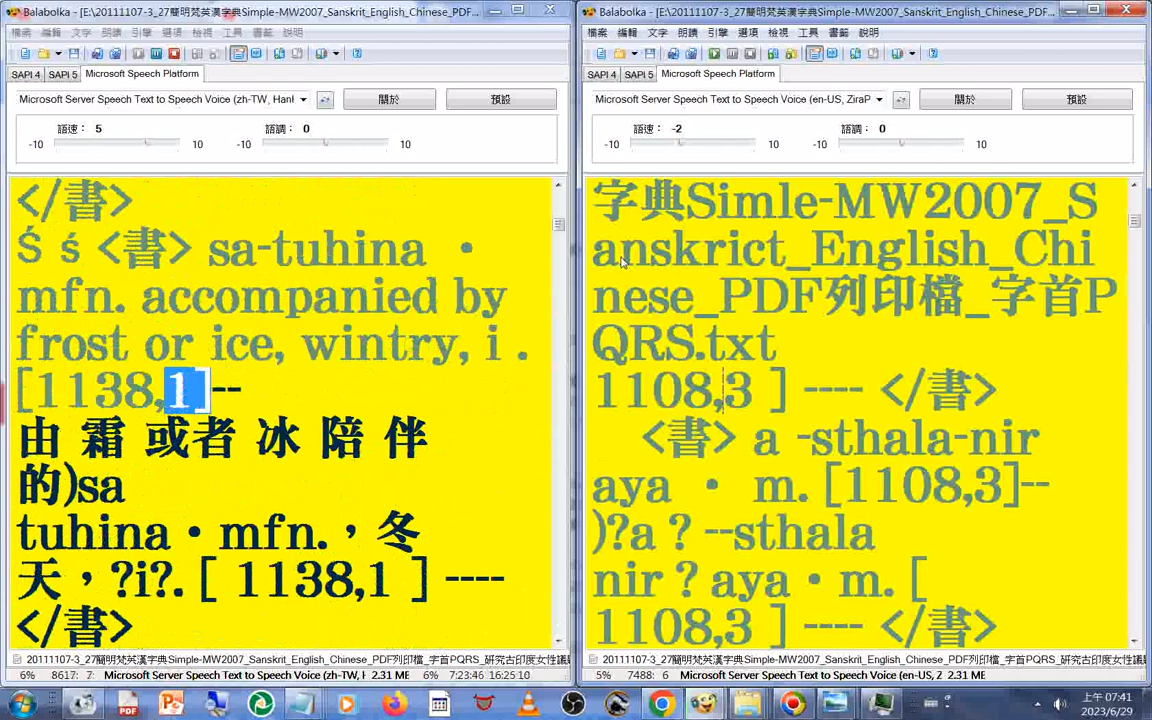 Balabolka - [E:\20111107-3_27簡明梵英漢字典Simple-MW2007_Sanskrit_English_Chinese_PDF...
檔案 編輯 文字 朗讀 引擎 選項 檢視 工具 書籤 說明
SAPI 4 SAPI 5 Microsoft Speech Platform
Microsoft Server Speech Text to Speech Voice (zh-TW, Hanl 關於 預設
語速： 5 語調： 0
-10 10 -10 10
</書>
Ś ś <書> sa-tuhina •
mfn. accompanied by
frost or ice, wintry, i .
[1138,1]--
由 霜 或者 冰 陪 伴
的)sa
tuhina•mfn.，冬
天，?i?. [ 1138,1 ] ----
</書>
20111107-3_27簡明梵英漢字典Simple-MW2007_Sanskrit_English_Chinese_PDF列印檔_字首PQRS_研究古印度女性議
6% 8617: 7: Microsoft Server Speech Text to Speech Voice (zh-TW, H 2.31 ME 7:23:46 16:25 10
Balabolka - [E:\20111107-3_27簡明梵英漢字典Simple-MW2007_Sanskrit_English_Chinese_PDF...
檔案 編輯 文字 朗讀 引擎 選項 檢視 工具 書籤 說明
SAPI 4 SAPI 5 Microsoft Speech Platform
Microsoft Server Speech Text to Speech Voice (en-US, ZiraP 關於 預設
語速： -2 語調： 0
-10 10 -10 10
字典Simle-MW2007_S
anskrict_English_Chi
nese_PDF列印檔_字首P
QRS.txt
1108,3 ] ---- </書>
<書> a -sthala-nir
aya • m. [1108,3]--
)?a ? --sthala
nir ? aya•m. [
1108,3 ] ---- </書>
20111107-3_27簡明梵英漢字典Simple-MW2007_Sanskrit_English_Chinese_PDF列印檔_字首PQRS_研究古印度女性議
5% 7488: 6 Microsoft Server Speech Text to Speech Voice (en-US, Z 2.31 ME
上午 07:41
2023/6/29